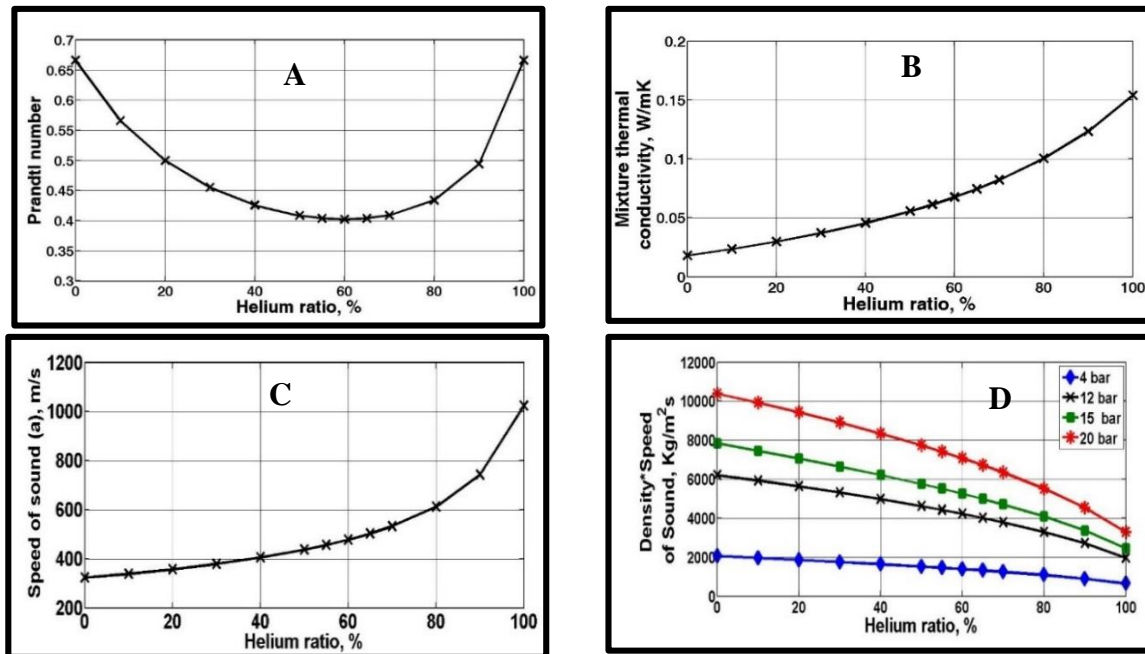 A
Prandtl number
0.7
0.65
0.6
0.55
0.5
0.45
0.4
0.35
0.3
0 20 40 60 80 100
Helium ratio, %
B
Mixture thermal
conductivity, W/mK
0.2
0.15
0.1
0.05
0
0 20 40 60 80 100
Helium ratio, %
C
Speed of sound (a), m/s
1200
1000
800
600
400
200
0 20 40 60 80 100
Helium ratio, %
D
Density*Speed
of Sound, Kg/m²s
12000
10000
8000
6000
4000
2000
0
4 bar
12 bar
15 bar
20 bar
0 20 40 60 80 100
Helium ratio, %